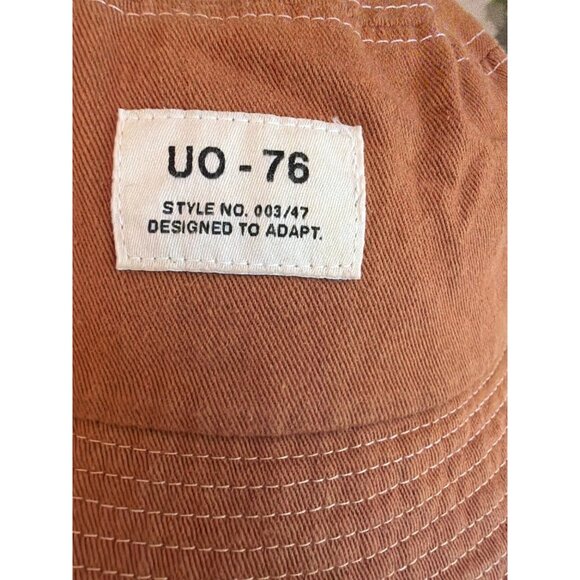 UO - 76
STYLE NO. 003/47
DESIGNED TO ADAPT.